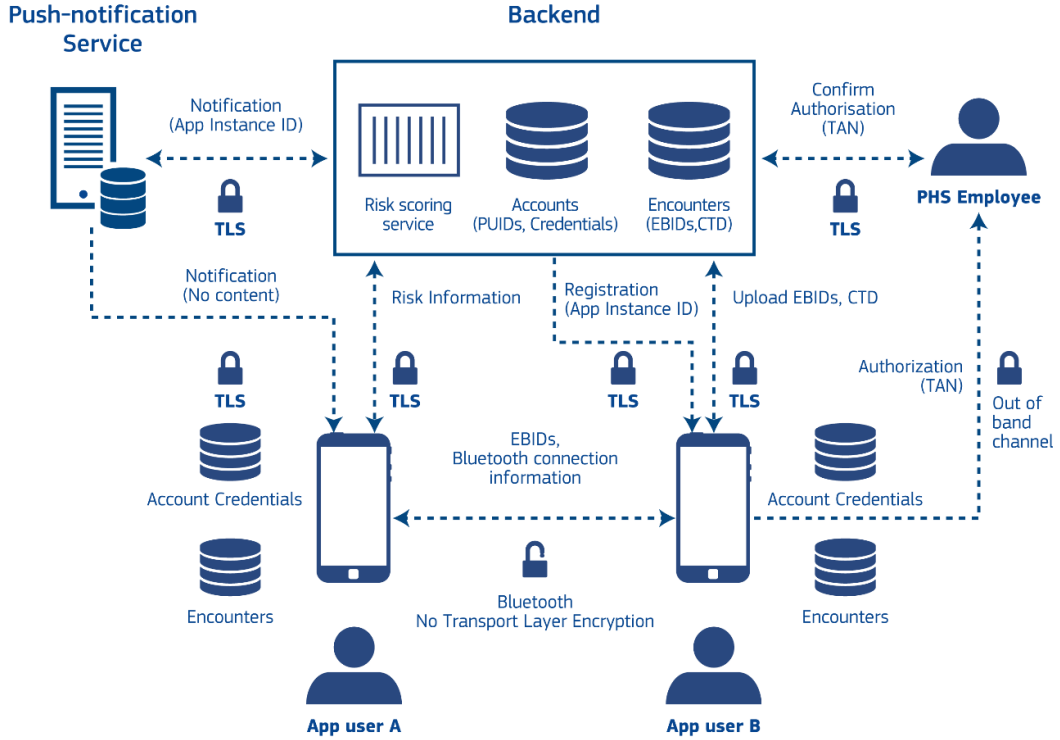 Push-notification
Service
Backend
Notification
(App Instance ID)
TLS
Risk scoring
service
Accounts
(PUIDs, Credentials)
Encounters
(EBIDs,CTD)
Confirm
Authorisation
(TAN)
TLS
PHS Employee
Notification
(No content)
Risk Information
Registration
(App Instance ID)
Upload EBIDs, CTD
TLS
TLS
TLS
TLS
Authorization
(TAN)
Out of
band
channel
EBIDs,
Bluetooth connection
information
Account Credentials
Account Credentials
Encounters
Bluetooth
No Transport Layer Encryption
Encounters
App user A
App user B